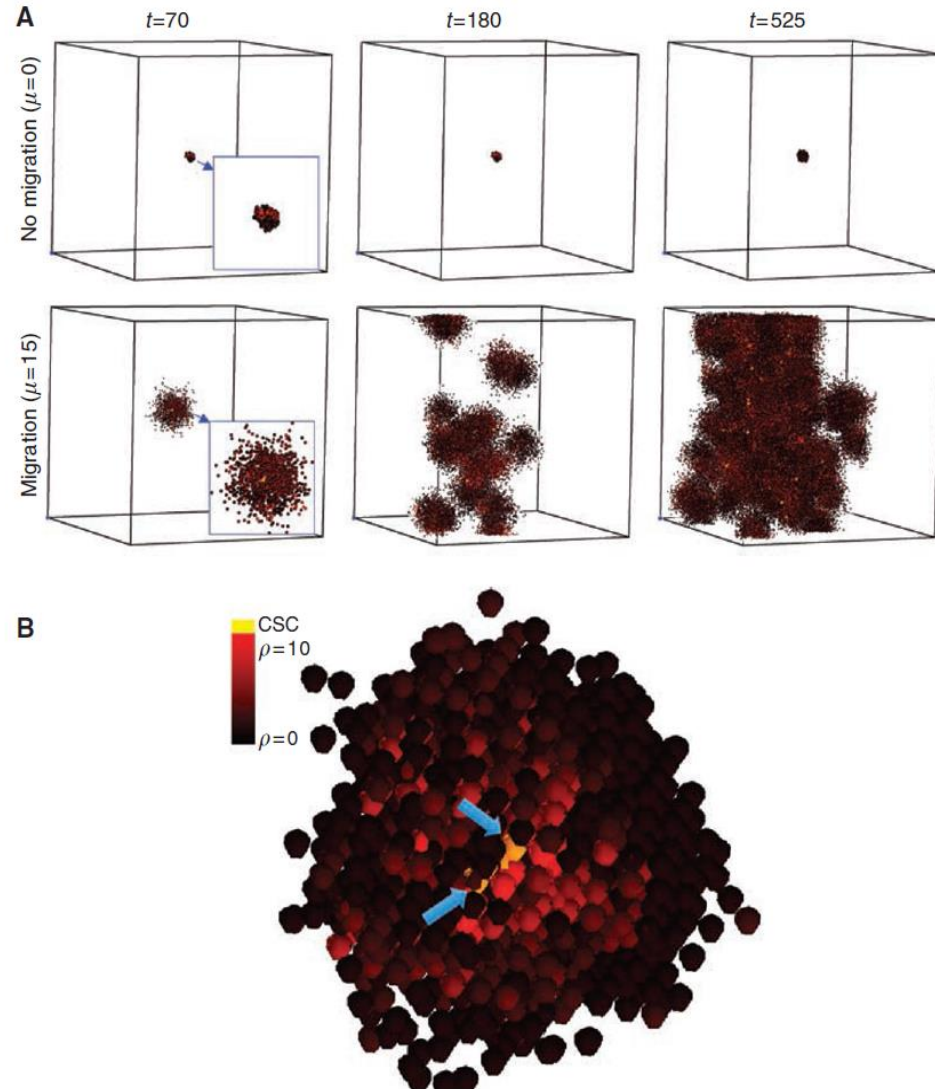 A
t=70 t=180 t=525
No migration (μ=0)
Migration (μ=15)
B
CSC
ρ=10
ρ=0